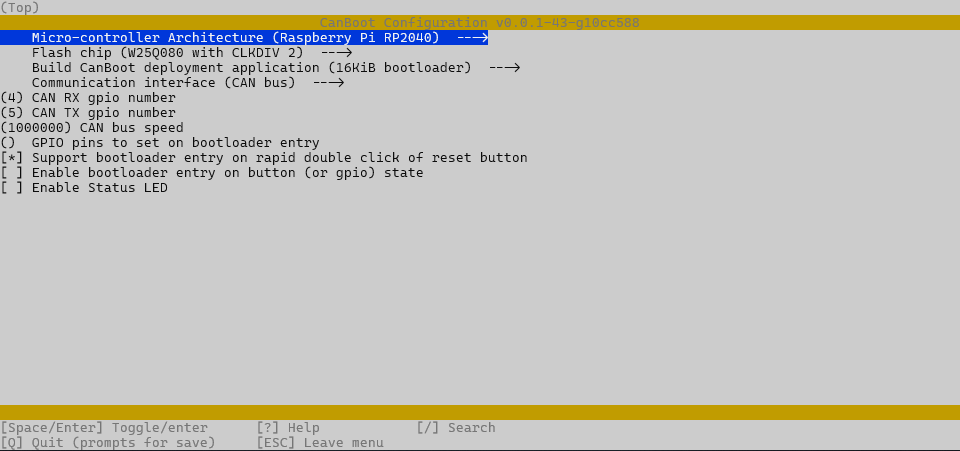 (Top)
CanBoot Configuration v0.0.1-43-g10cc588
Micro-controller Architecture (Raspberry Pi RP2040)  --->
Flash chip (W25Q080 with CLKDIV 2)  --->
Build CanBoot deployment application (16KiB bootloader)  --->
Communication interface (CAN bus)  --->
(4) CAN RX gpio number
(5) CAN TX gpio number
(1000000) CAN bus speed
()  GPIO pins to set on bootloader entry
[*] Support bootloader entry on rapid double click of reset button
[ ] Enable bootloader entry on button (or gpio) state
[ ] Enable Status LED
[Space/Enter] Toggle/enter      [?] Help            [/] Search
[Q] Quit (prompts for save)     [ESC] Leave menu